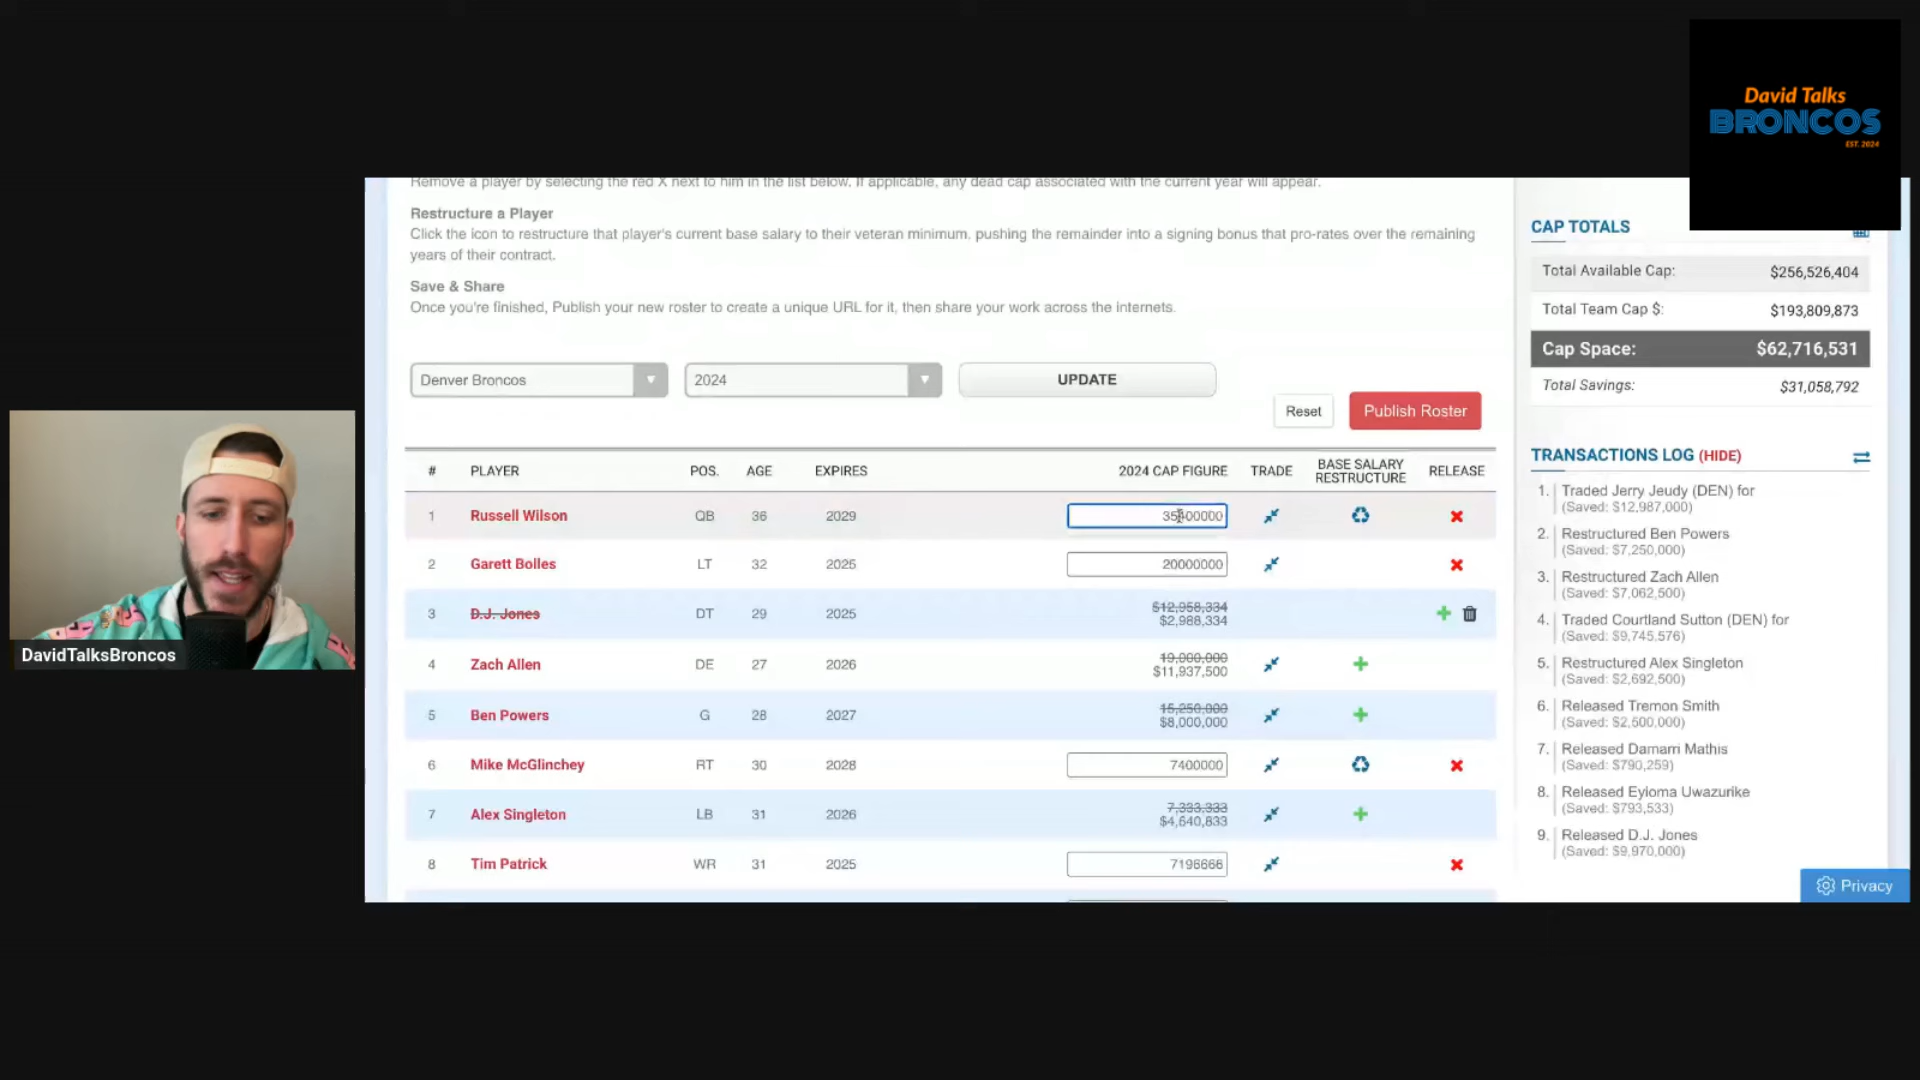 David Talks
BRONCOS
EST. 2024
Remove a player by selecting the red X next to him in the list below. If applicable, any dead cap associated with the current year will appear.
Restructure a Player
Click the icon to restructure that player's current base salary to their veteran minimum, pushing the remainder into a signing bonus that pro-rates over the remaining
years of their contract.
Save & Share
Once you're finished, Publish your new roster to create a unique URL for it, then share your work across the internets.
Denver Broncos 2024 UPDATE
Reset Publish Roster
# PLAYER POS. AGE EXPIRES 2024 CAP FIGURE TRADE BASE SALARY RESTRUCTURE RELEASE
1 Russell Wilson QB 36 2029 35400000
2 Garett Bolles LT 32 2025 20000000
3 D.J. Jones DT 29 2025 $12,958,334
$2,988,334
4 Zach Allen DE 27 2026 19,000,000
$11,937,500
5 Ben Powers G 28 2027 15,250,000
$8,000,000
6 Mike McGlinchey RT 30 2028 7400000
7 Alex Singleton LB 31 2026 7,333,333
$4,640,833
8 Tim Patrick WR 31 2025 7196666
CAP TOTALS
Total Available Cap: $256,526,404
Total Team Cap $: $193,809,873
Cap Space: $62,716,531
Total Savings: $31,058,792
TRANSACTIONS LOG (HIDE)
1. Traded Jerry Jeudy (DEN) for
(Saved: $12,987,000)
2. Restructured Ben Powers
(Saved: $7,250,000)
3. Restructured Zach Allen
(Saved: $7,062,500)
4. Traded Courtland Sutton (DEN) for
(Saved: $9,745,576)
5. Restructured Alex Singleton
(Saved: $2,692,500)
6. Released Tremon Smith
(Saved: $2,500,000)
7. Released Damarri Mathis
(Saved: $790,259)
8. Released Eyioma Uwazurike
(Saved: $793,533)
9. Released D.J. Jones
(Saved: $9,970,000)
Privacy
DavidTalksBroncos